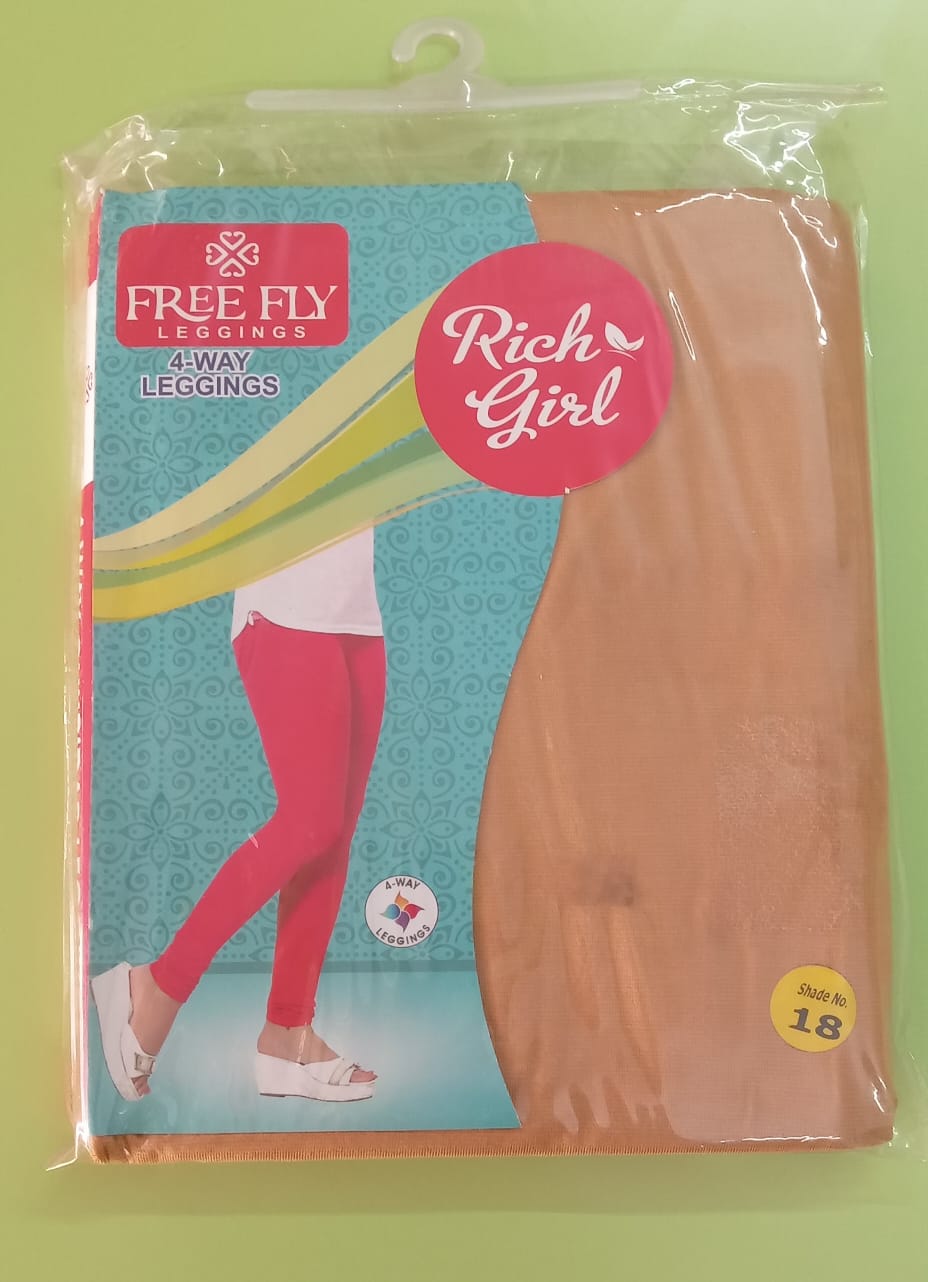 FREE FLY
LEGGINGS
4-WAY
LEGGINGS
Rich
Girl
4-WAY
LEGGINGS
Shade No.
18